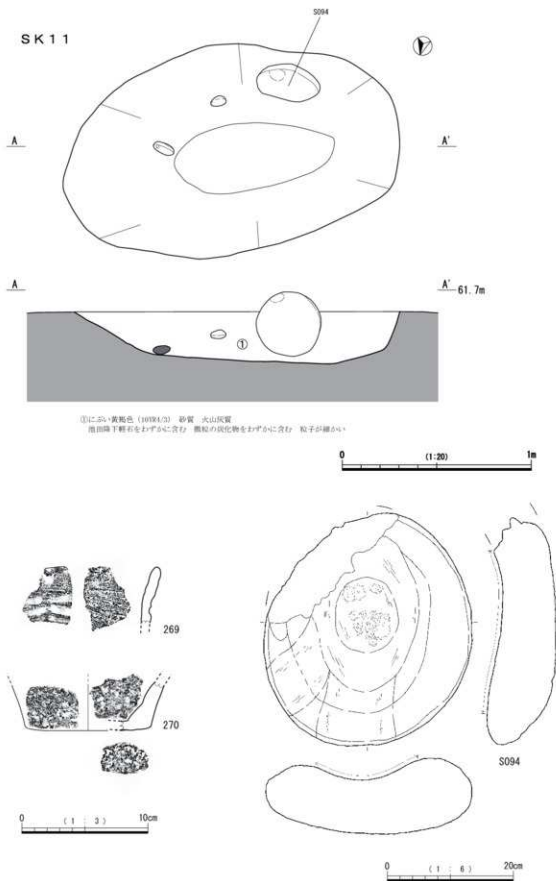 SK11
S094
A A'
A A' 61.7m
①
①にぶい黄褐色(10YR4/3) 砂質 火山灰質
池田降下軽石をわずかに含む 微粒の炭化物をわずかに含む 粒子が細かい
0 (1:20) 1m
269
270
S094
0 (1:3) 10cm
0 (1:6) 20cm